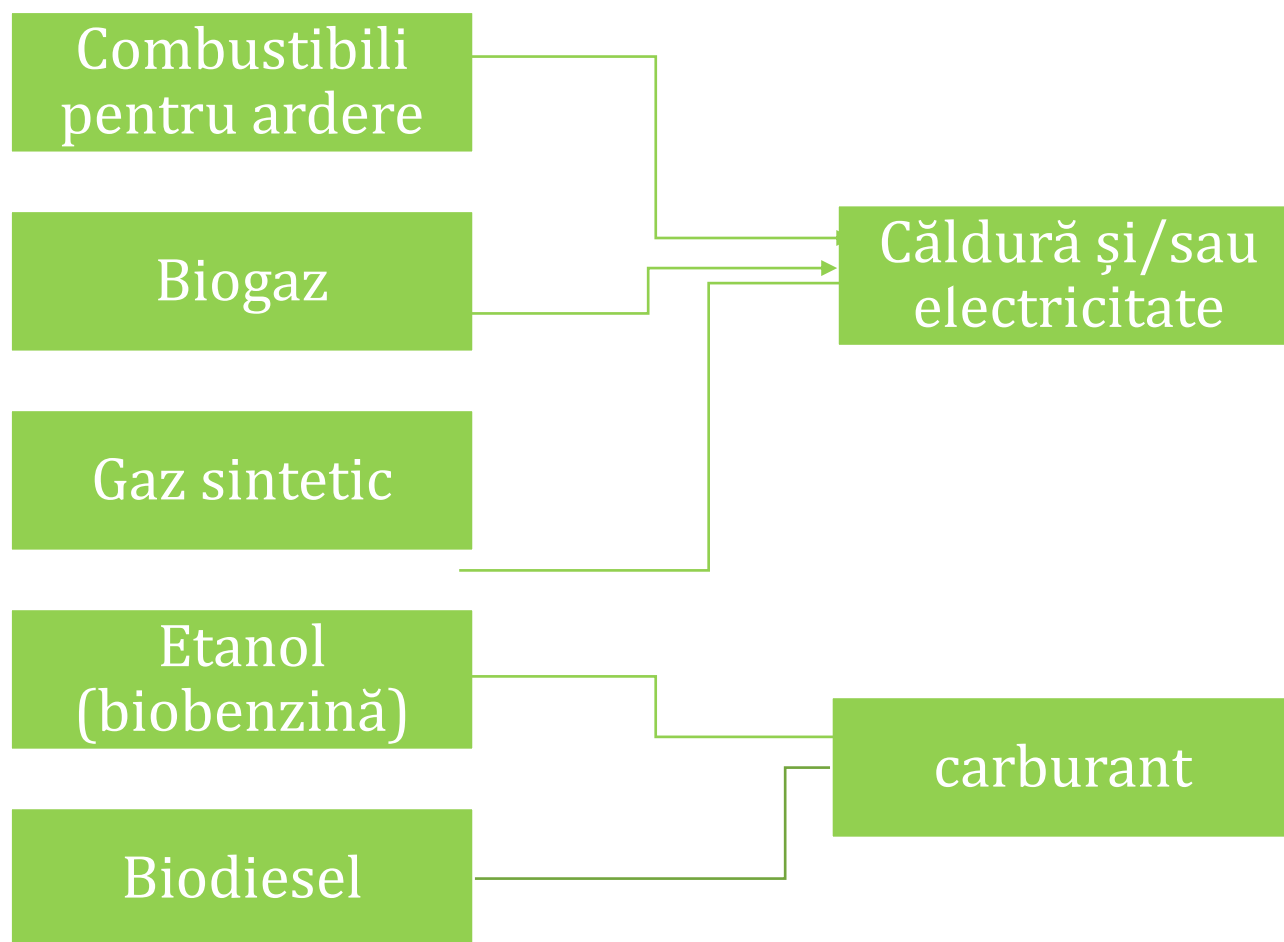 Combustibili
pentru ardere
Biogaz
Gaz sintetic
Etanol
(biobenzină)
Biodiesel
Căldură și/sau
electricitate
carburant